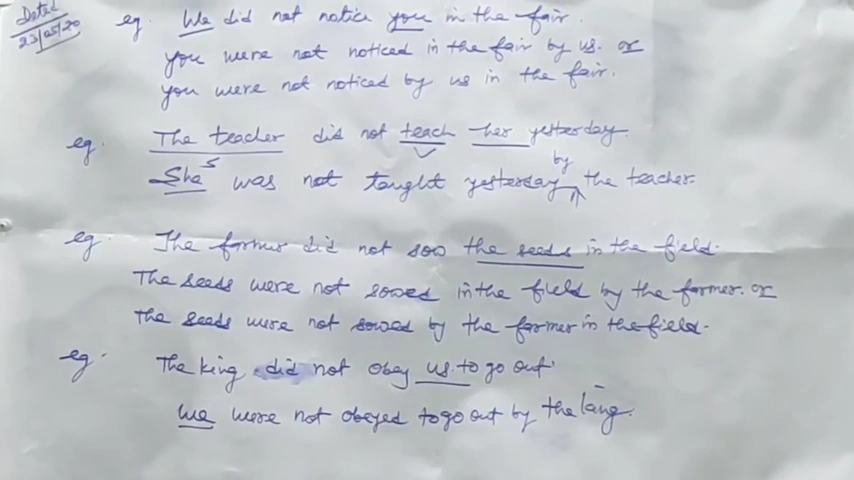 Dated
23/05/20
eg. We did not notice you in the fair.
you were not noticed in the fair by us. or
you were not noticed by us in the fair.
eg. The teacher did not teach her yesterday.
She S was not taught yesterday by the teacher.
eg. The former did not sow the seeds in the field.
The seeds were not sowed in the field by the former. or
The seeds were not sowed by the former in the field.
eg. The king did not obey us to go out.
We were not obeyed to go out by the king.